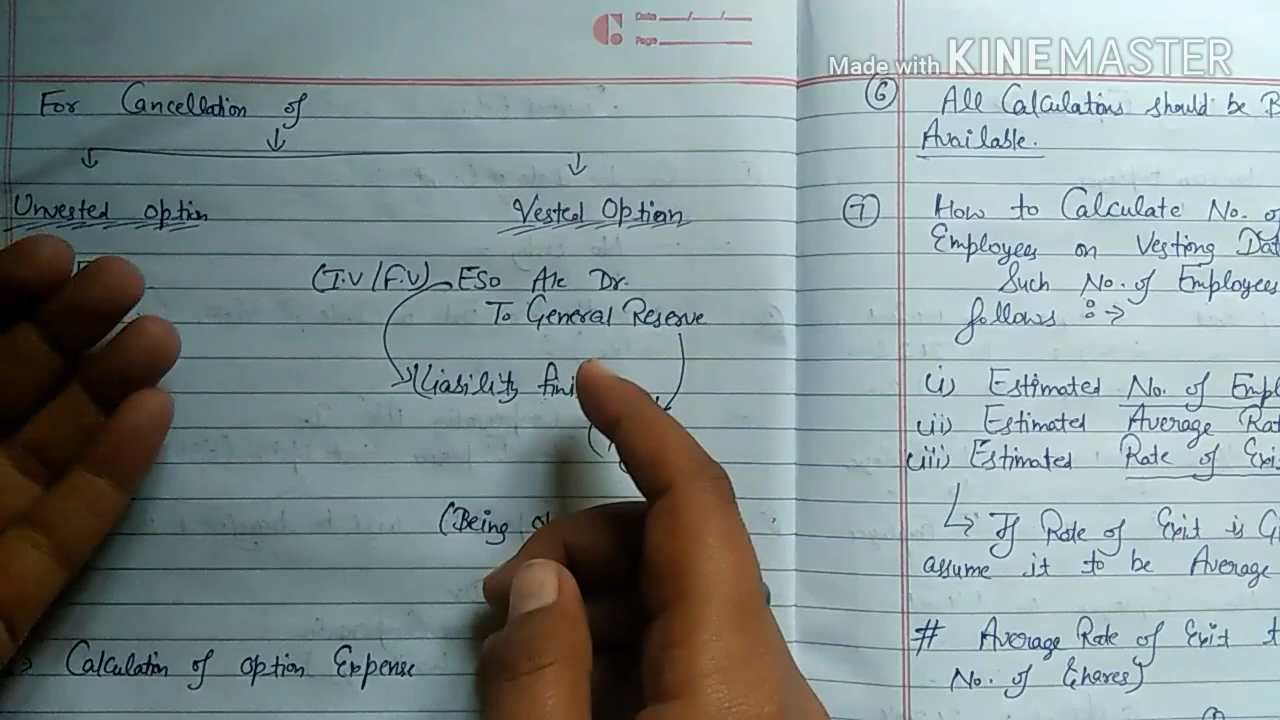 Date
Page
Made with KINEMASTER
For Cancellation of
Unvested option
Vested Option
(I.V/F.V) ESO A/c Dr.
To General Reserve
(Liability
(Being
Calculation of option Expense
6 All Calculations should be
Available.
7 How to Calculate No. of
Employees on Vesting
Such No. of Employees
follows :→
(i) Estimated No. of
(ii) Estimated Average
(iii) Estimated Rate of
If Rate of Exit is
assume it to be Average
# Average Rate of Exit
No. of Shares}